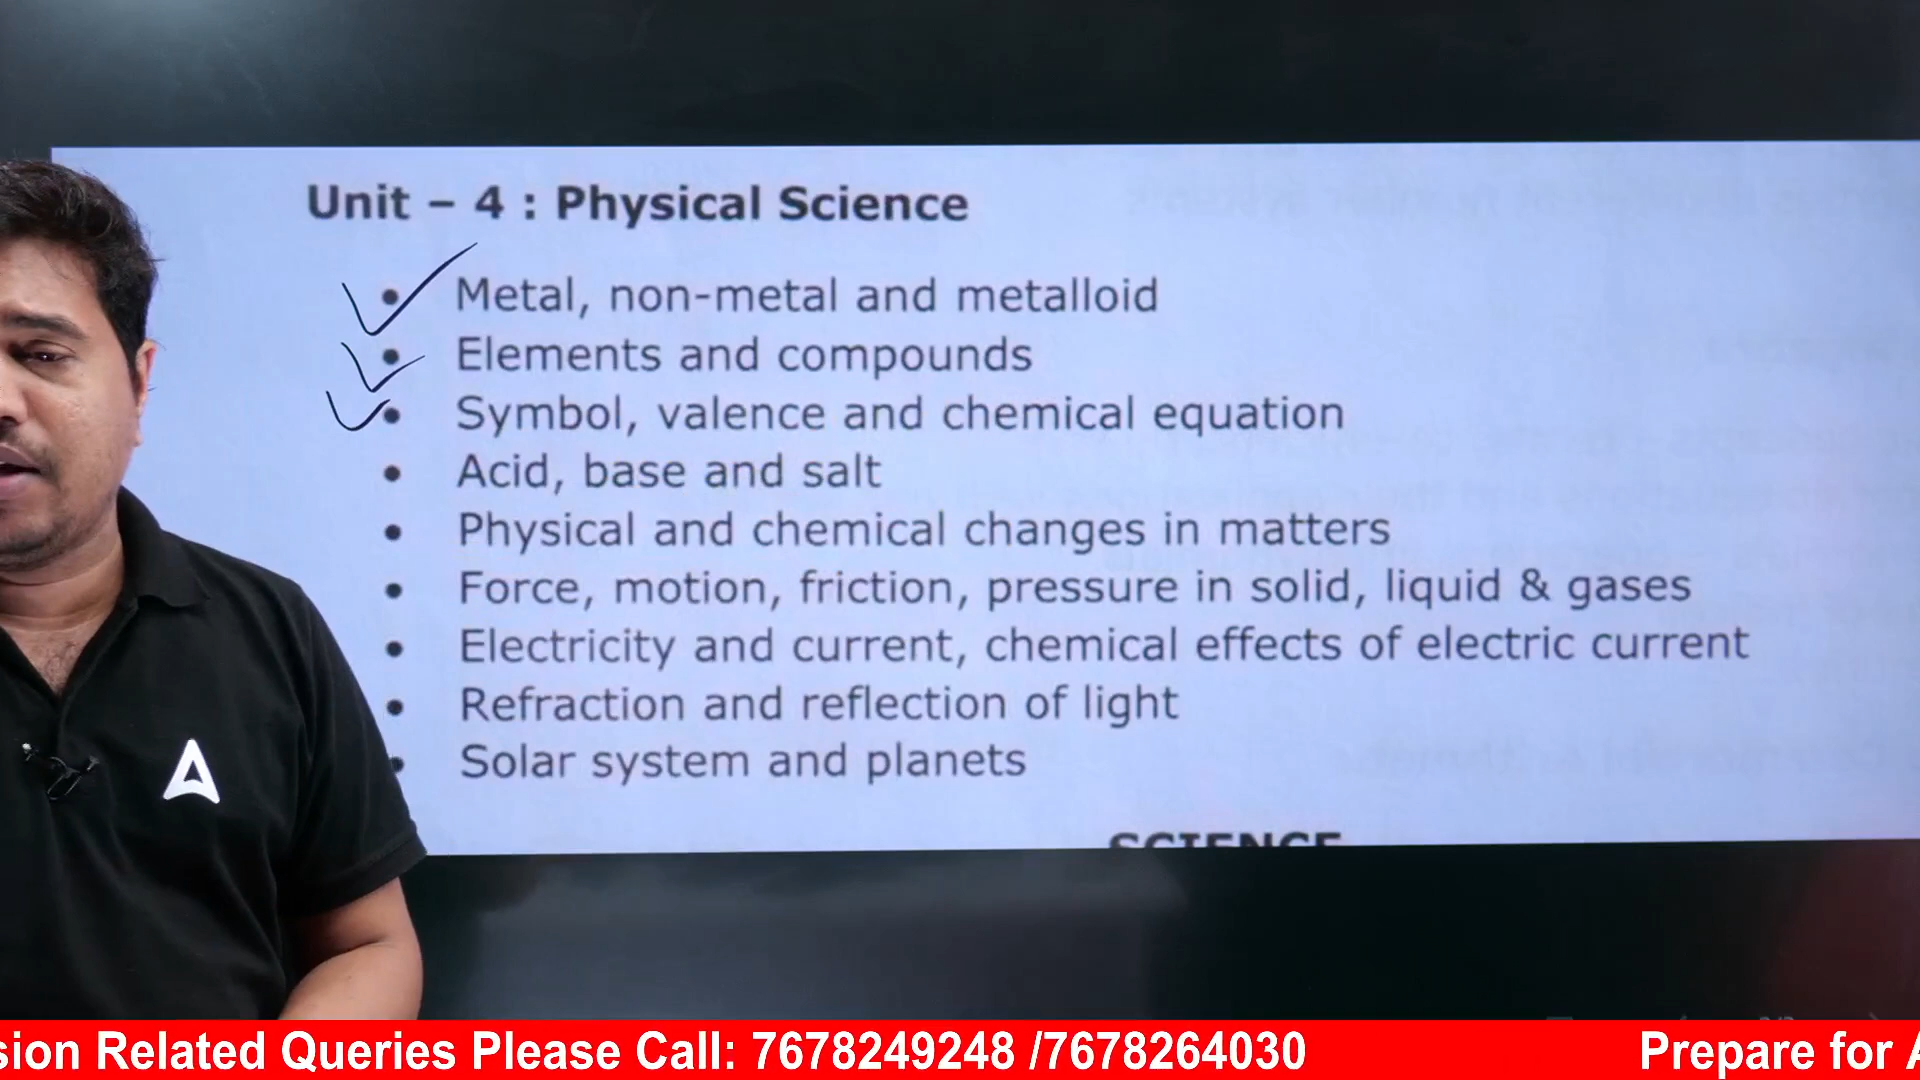 Unit – 4 : Physical Science
• Metal, non-metal and metalloid
• Elements and compounds
• Symbol, valence and chemical equation
• Acid, base and salt
• Physical and chemical changes in matters
• Force, motion, friction, pressure in solid, liquid & gases
• Electricity and current, chemical effects of electric current
• Refraction and reflection of light
• Solar system and planets
SCIENCE
sion Related Queries Please Call: 7678249248 /7678264030 Prepare for A